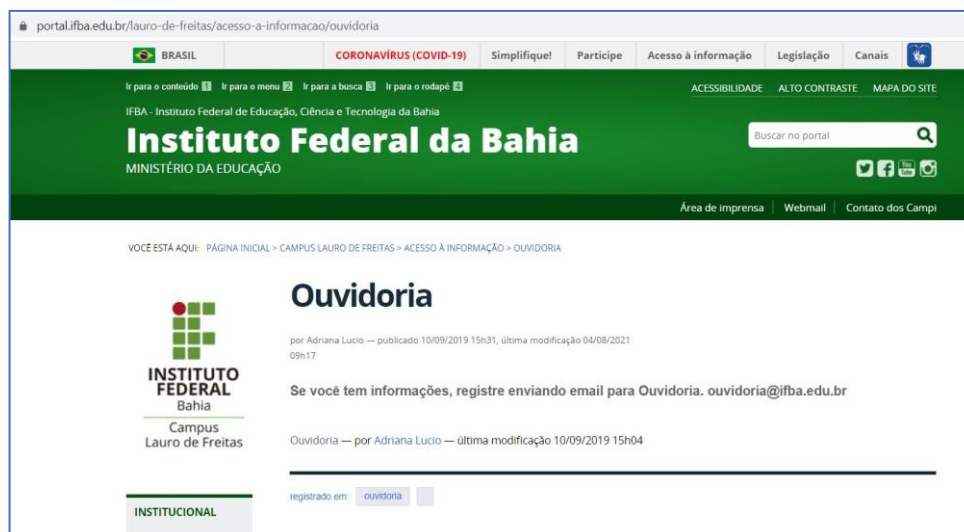 portal.ifba.edu.br/lauro-de-freitas/acesso-a-informacao/ouvidoria
BRASIL CORONAVÍRUS (COVID-19) Simplifique! Participe Acesso à informação Legislação Canais
Ir para o conteúdo 1 Ir para o menu 2 Ir para a busca 3 Ir para o rodapé 4 ACESSIBILIDADE ALTO CONTRASTE MAPA DO SITE
IFBA - Instituto Federal de Educação, Ciência e Tecnologia da Bahia
Instituto Federal da Bahia
Buscar no portal
MINISTÉRIO DA EDUCAÇÃO
Área de imprensa Webmail Contato dos Campi
VOCÊ ESTÁ AQUI: PÁGINA INICIAL > CAMPUS LAURO DE FREITAS > ACESSO À INFORMAÇÃO > OUVIDORIA
INSTITUTO
FEDERAL
Bahia
Campus
Lauro de Freitas
INSTITUCIONAL
Ouvidoria
por Adriana Lucio — publicado 10/09/2019 15h31, última modificação 04/08/2021
09h17
Se você tem informações, registre enviando email para Ouvidoria. ouvidoria@ifba.edu.br
Ouvidoria — por Adriana Lucio — última modificação 10/09/2019 15h04
registrado em: ouvidoria